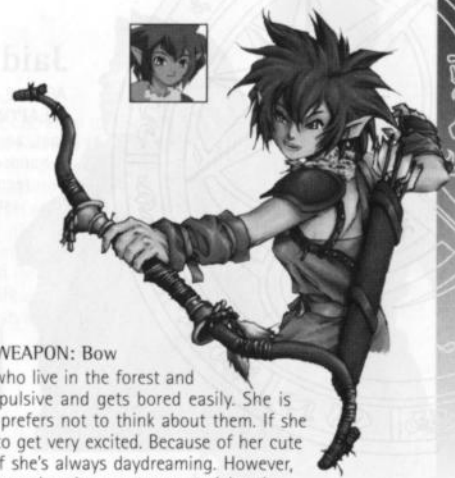 WEAPON: Bow
who live in the forest and
pulsive and gets bored easily. She is
prefers not to think about them. If she
to get very excited. Because of her cute
f she's always daydreaming. However,